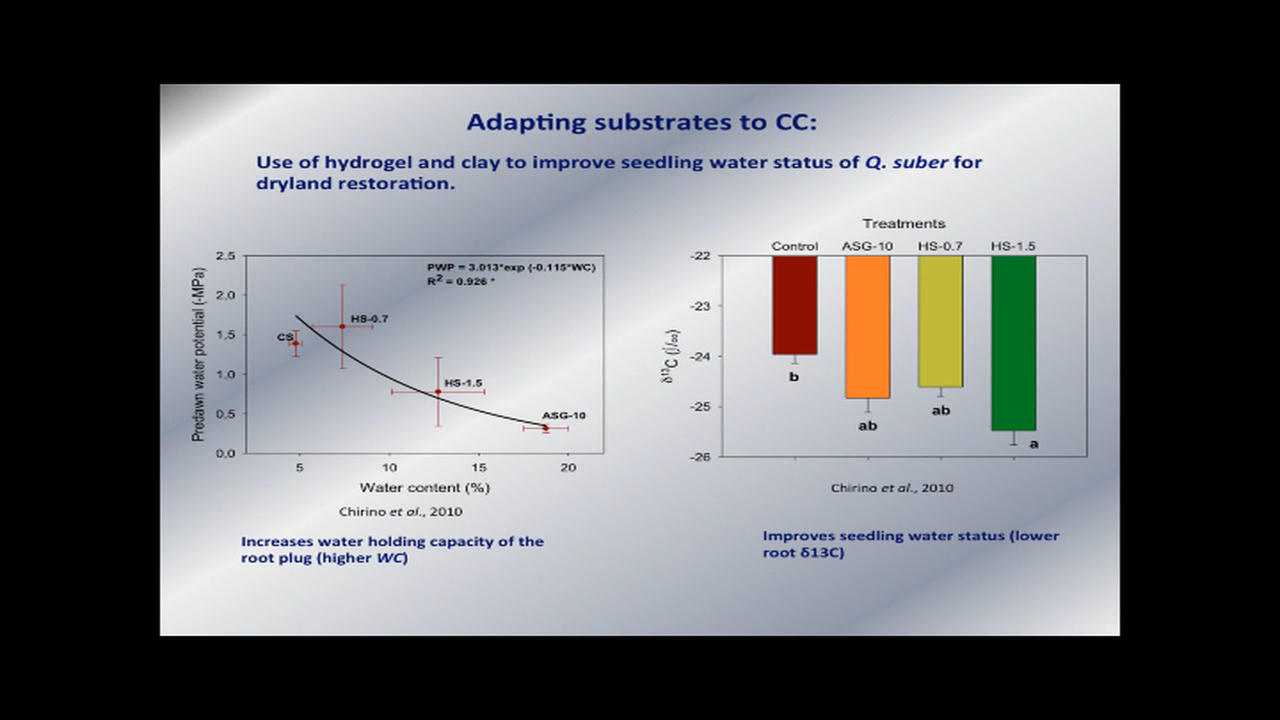 Adapting substrates to CC:
Use of hydrogel and clay to improve seedling water status of Q. suber for
dryland restoration.
2,5
2,0
1,5
1,0
0,5
0,0
Predawn water potential (-MPa)
PWP = 3.013*exp (-0.115*WC)
R2 = 0.926 *
CS
HS-0.7
HS-1.5
ASG-10
5
10
15
20
Water content (%)
Chirino et al., 2010
Increases water holding capacity of the
root plug (higher WC)
Treatments
Control
ASG-10
HS-0.7
HS-1.5
-22
-23
-24
-25
-26
δ13C
b
ab
ab
a
Chirino et al., 2010
Improves seedling water status (lower
root δ13C)